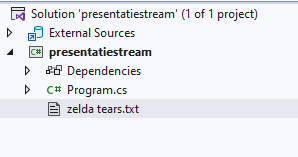 Solution 'presentatiestream' (1 of 1 project)
External Sources
presentatiestream
Dependencies
C# Program.cs
zelda tears.txt